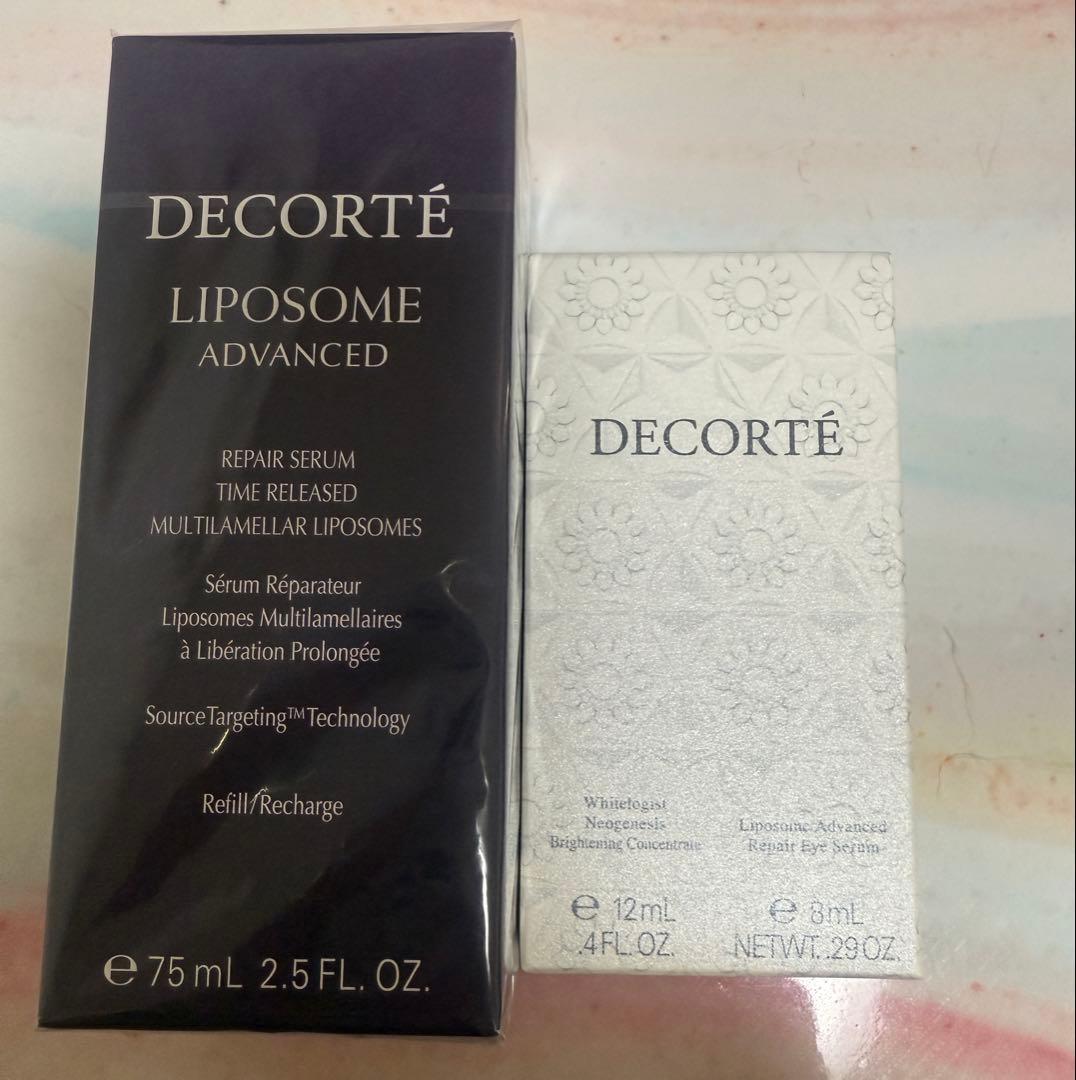 DECORTÉ
LIPOSOME
ADVANCED
REPAIR SERUM
TIME RELEASED
MULTILAMELLAR LIPOSOMES
Sérum Réparateur
Liposomes Multilamellaires
à Libération Prolongée
SourceTargeting™Technology
Refill/Recharge
℮ 75 mL 2.5 FL. OZ.
DECORTÉ
Whitelogist
Neogenesis
Brightening Concentrate
℮ 12mL
.4FL.OZ.
Liposome Advanced
Repair Eye Serum
℮ 8mL
NETWT..29OZ.